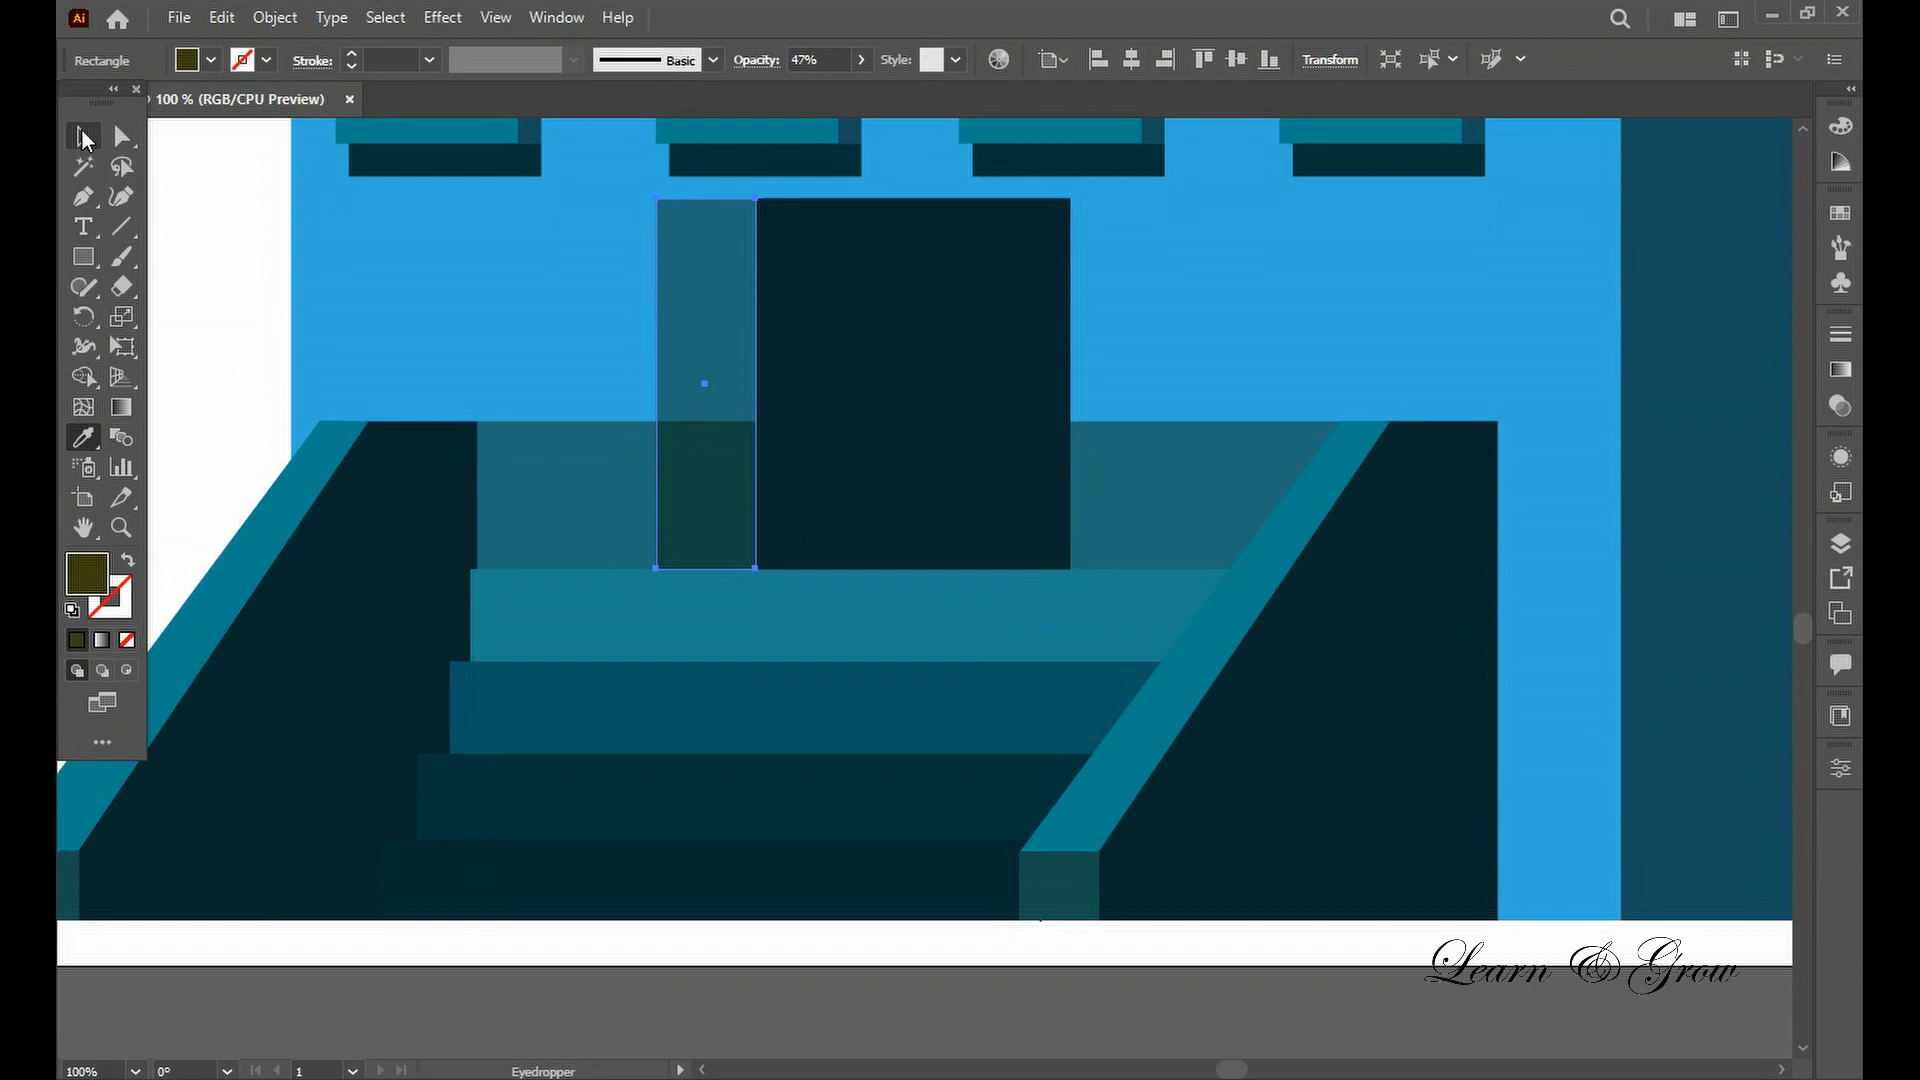 Ai File Edit Object Type Select Effect View Window Help
Rectangle Stroke: Basic Opacity: 47% Style: Transform
100 % (RGB/CPU Preview)
Learn & Grow
100% 0° 1 Eyedropper